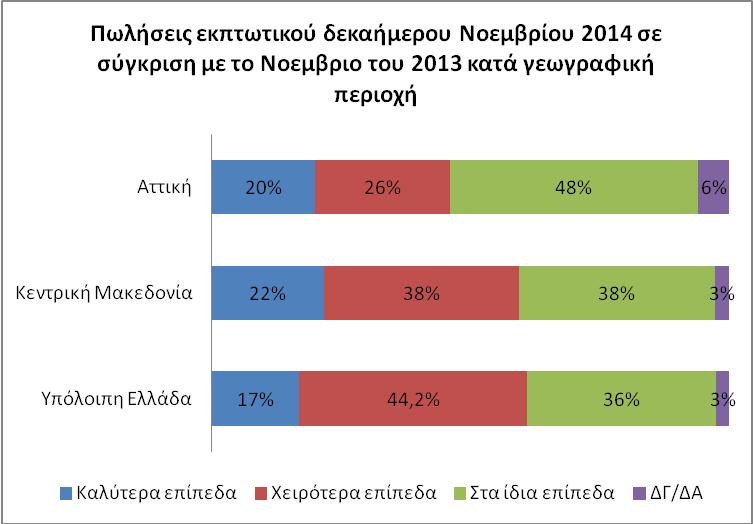 Πωλήσεις εκπτωτικού δεκαήμερου Νοεμβρίου 2014 σε
σύγκριση με το Νοεμβριο του 2013 κατά γεωγραφική
περιοχή
Αττική 20% 26% 48% 6%
Κεντρική Μακεδονία 22% 38% 38% 3%
Υπόλοιπη Ελλάδα 17% 44,2% 36% 3%
Καλύτερα επίπεδα Χειρότερα επίπεδα Στα ίδια επίπεδα ΔΓ/ΔΑ